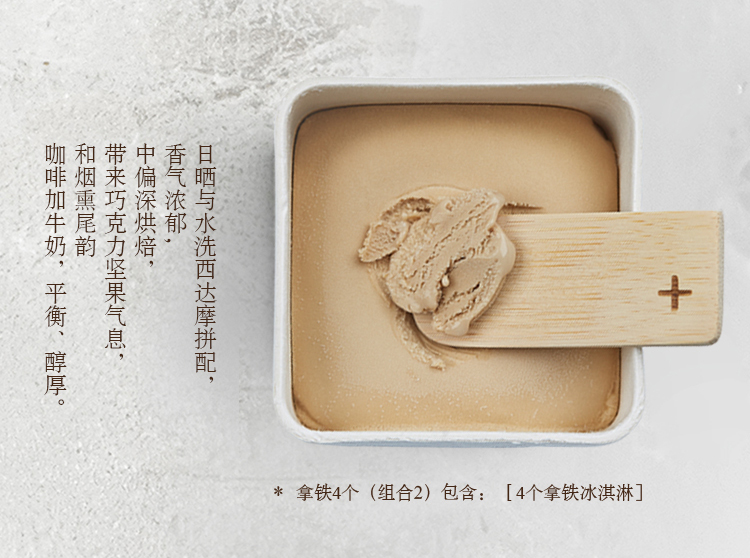 日晒与水洗西达摩拼配，
香气浓郁，
中偏深烘焙，
带来巧克力坚果气息，
和烟熏尾韵
咖啡加牛奶，平衡、醇厚。
* 拿铁4个（组合2）包含：［4个拿铁冰淇淋］